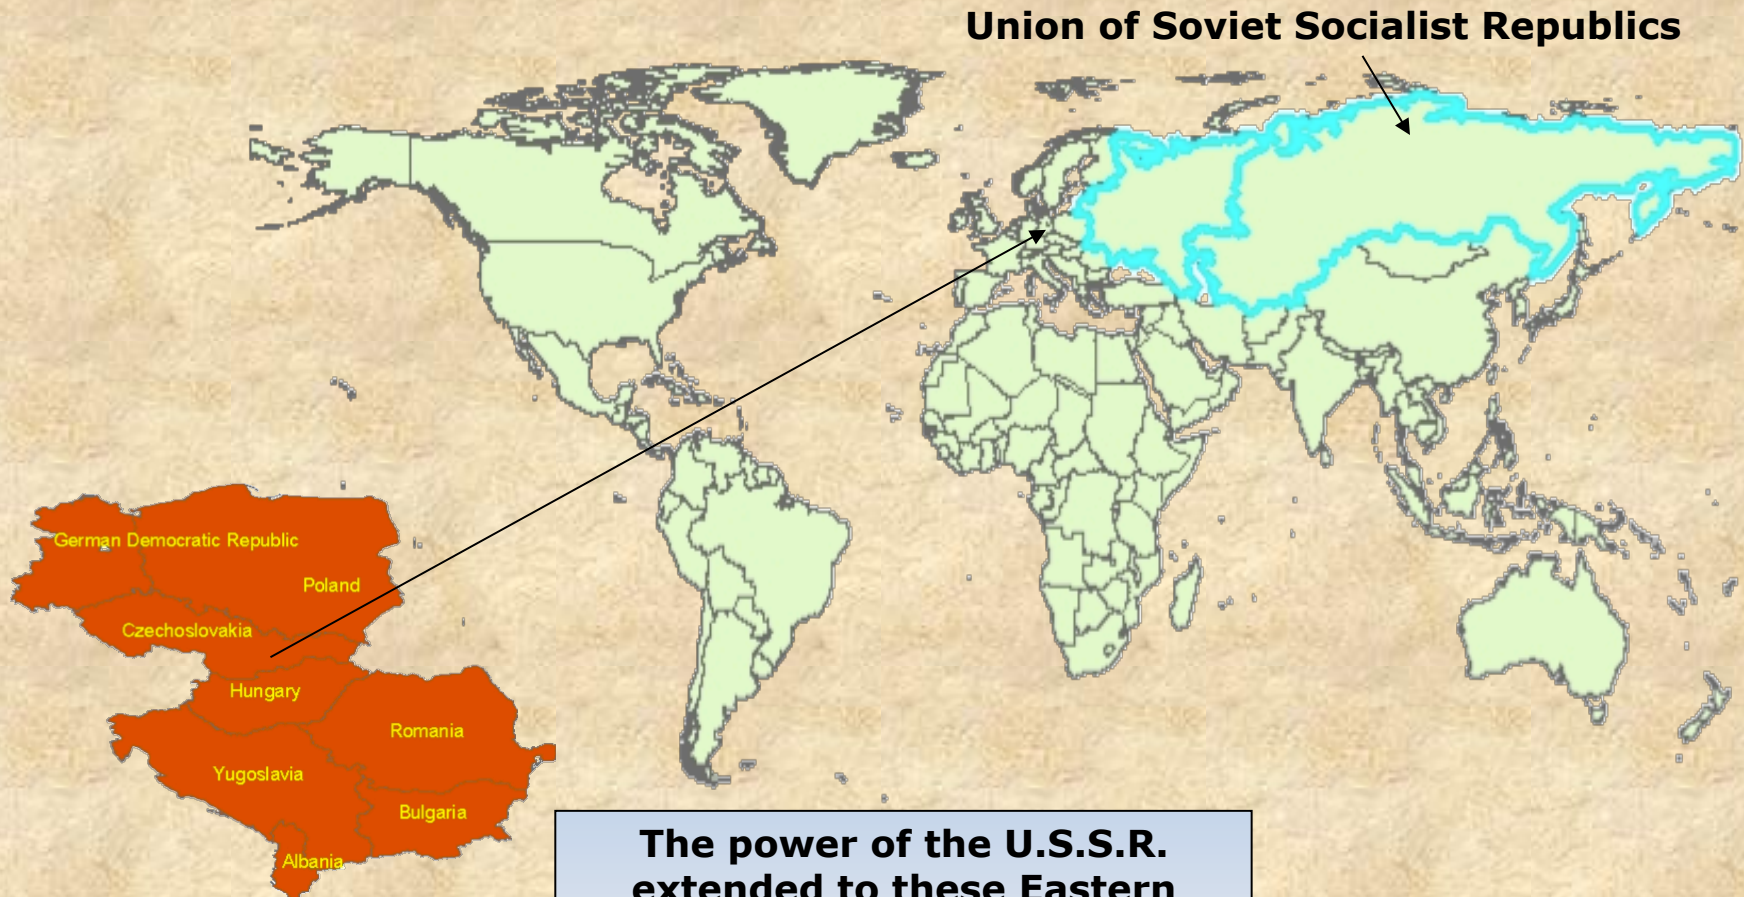 Union of Soviet Socialist Republics
German Democratic Republic
Poland
Czechoslovakia
Hungary
Romania
Yugoslavia
Bulgaria
Albania
The power of the U.S.S.R.
extended to these Eastern